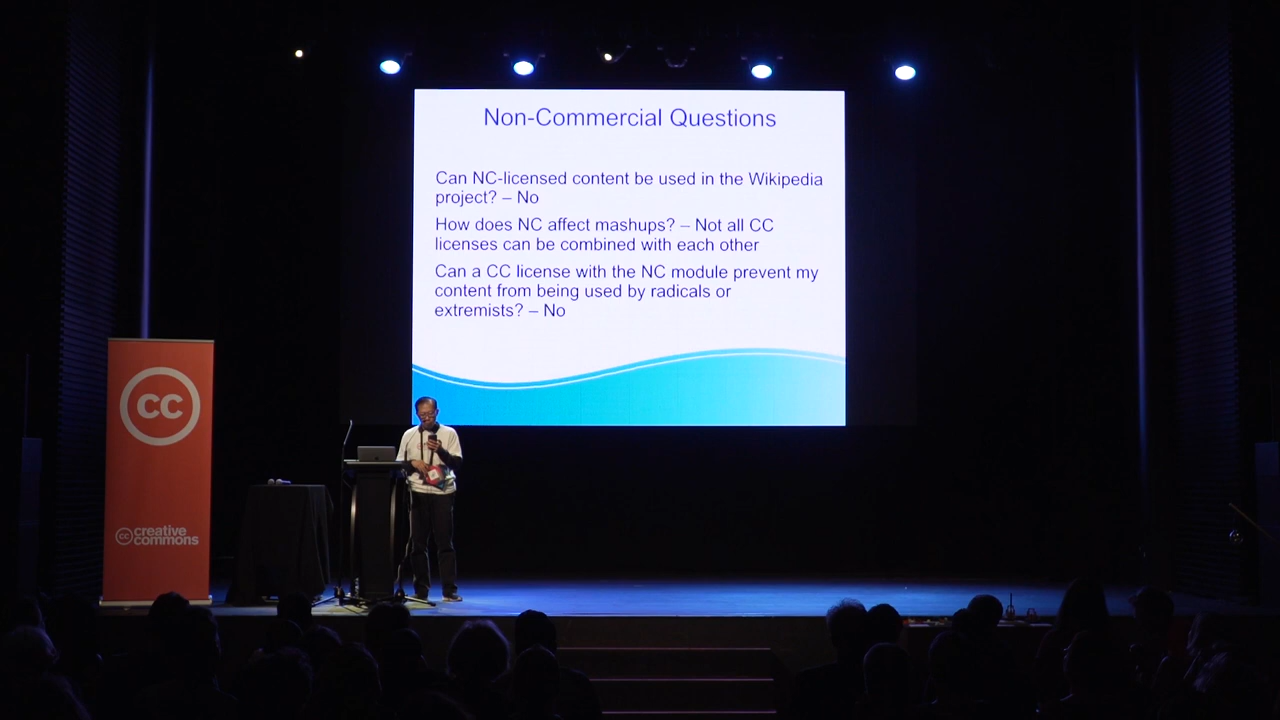 Non-Commercial Questions
Can NC-licensed content be used in the Wikipedia
project? – No
How does NC affect mashups? – Not all CC
licenses can be combined with each other
Can a CC license with the NC module prevent my
content from being used by radicals or
extremists? – No
cc
cc creative
commons